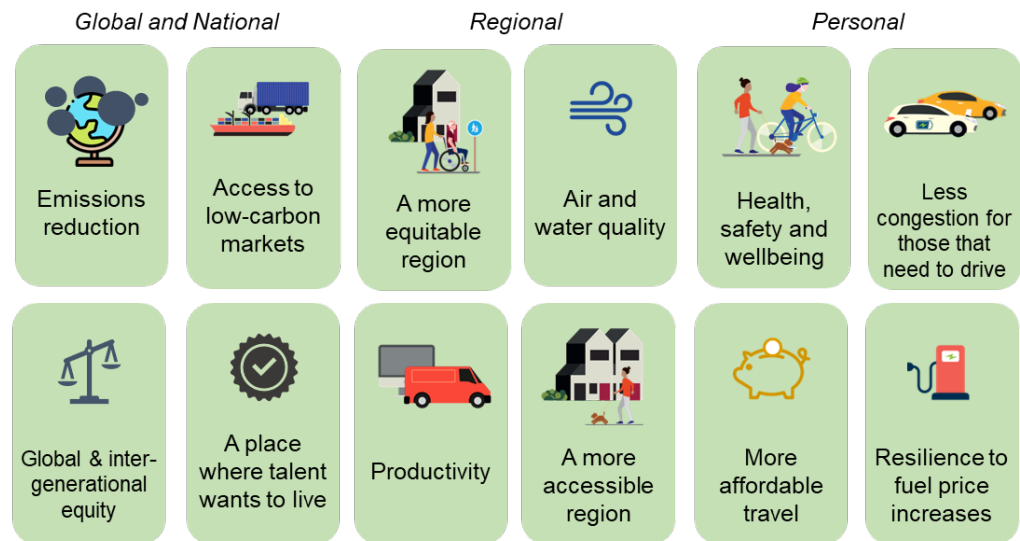 Global and National
Regional
Personal
Emissions
reduction
Access to
low-carbon
markets
A more
equitable
region
Air and
water quality
Health,
safety and
wellbeing
Less
congestion for
those that
need to drive
Global & inter-
generational
equity
A place
where talent
wants to live
Productivity
A more
accessible
region
More
affordable
travel
Resilience to
fuel price
increases